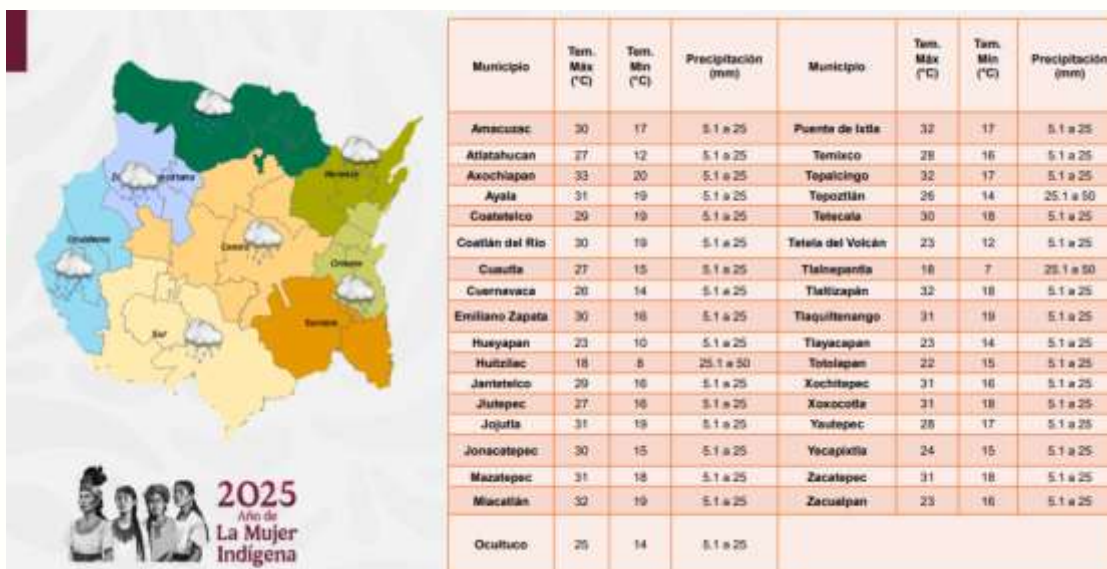 Municipio Tem. Máx (°C) Tem. Min (°C) Precipitación (mm) Municipio Tem. Máx (°C) Tem. Min (°C) Precipitación (mm)
Amacuzac 30 17 5.1 a 25 Puente de Ixtla 32 17 5.1 a 25
Atlatahucan 27 12 5.1 a 25 Temixco 28 16 5.1 a 25
Axochiapan 33 20 5.1 a 25 Tepalcingo 32 17 5.1 a 25
Ayala 31 19 5.1 a 25 Tepoztlán 26 14 25.1 a 50
Coatetelco 29 19 5.1 a 25 Tetecala 30 18 5.1 a 25
Coatlán del Río 30 19 5.1 a 25 Tetela del Volcán 23 12 5.1 a 25
Cuautla 27 15 5.1 a 25 Tlalnepantla 18 7 25.1 a 50
Cuernavaca 26 14 5.1 a 25 Tlaltizapán 32 18 5.1 a 25
Emiliano Zapata 30 16 5.1 a 25 Tlaquiltenango 31 19 5.1 a 25
Hueyapan 23 10 5.1 a 25 Tlayacapan 23 14 5.1 a 25
Huitzilac 18 8 25.1 a 50 Totolapan 22 15 5.1 a 25
Jantetelco 29 16 5.1 a 25 Xochitepec 31 16 5.1 a 25
Jiutepec 27 16 5.1 a 25 Xoxocotla 31 18 5.1 a 25
Jojutla 31 19 5.1 a 25 Yautepec 28 17 5.1 a 25
Jonacatepec 30 15 5.1 a 25 Yecapixtla 24 15 5.1 a 25
Mazatepec 31 18 5.1 a 25 Zacatepec 31 18 5.1 a 25
Miacatlán 32 19 5.1 a 25 Zacualpan 23 16 5.1 a 25
Ocuituco 25 14 5.1 a 25
Centro
Sur
2025
Año de
La Mujer
Indígena